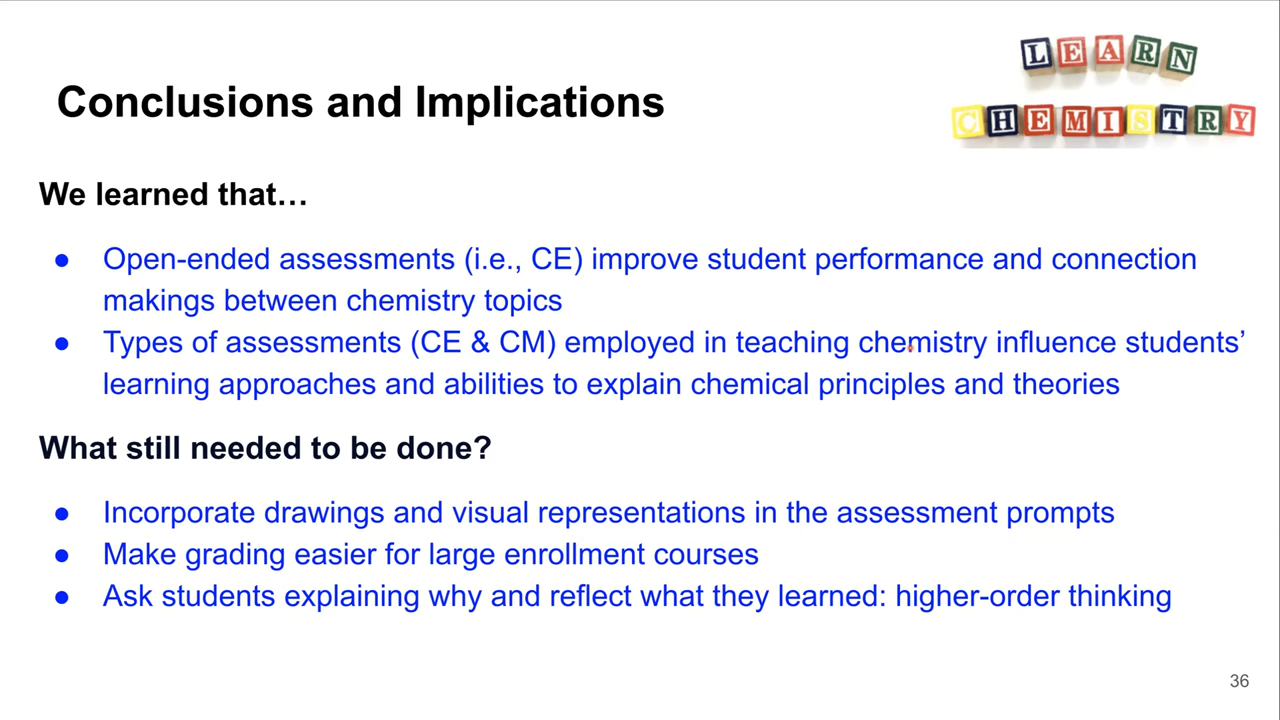 LEARN
CHEMISTRY
Conclusions and Implications
We learned that…
● Open-ended assessments (i.e., CE) improve student performance and connection
makings between chemistry topics
● Types of assessments (CE & CM) employed in teaching chemistry influence students’
learning approaches and abilities to explain chemical principles and theories
What still needed to be done?
● Incorporate drawings and visual representations in the assessment prompts
● Make grading easier for large enrollment courses
● Ask students explaining why and reflect what they learned: higher-order thinking
36